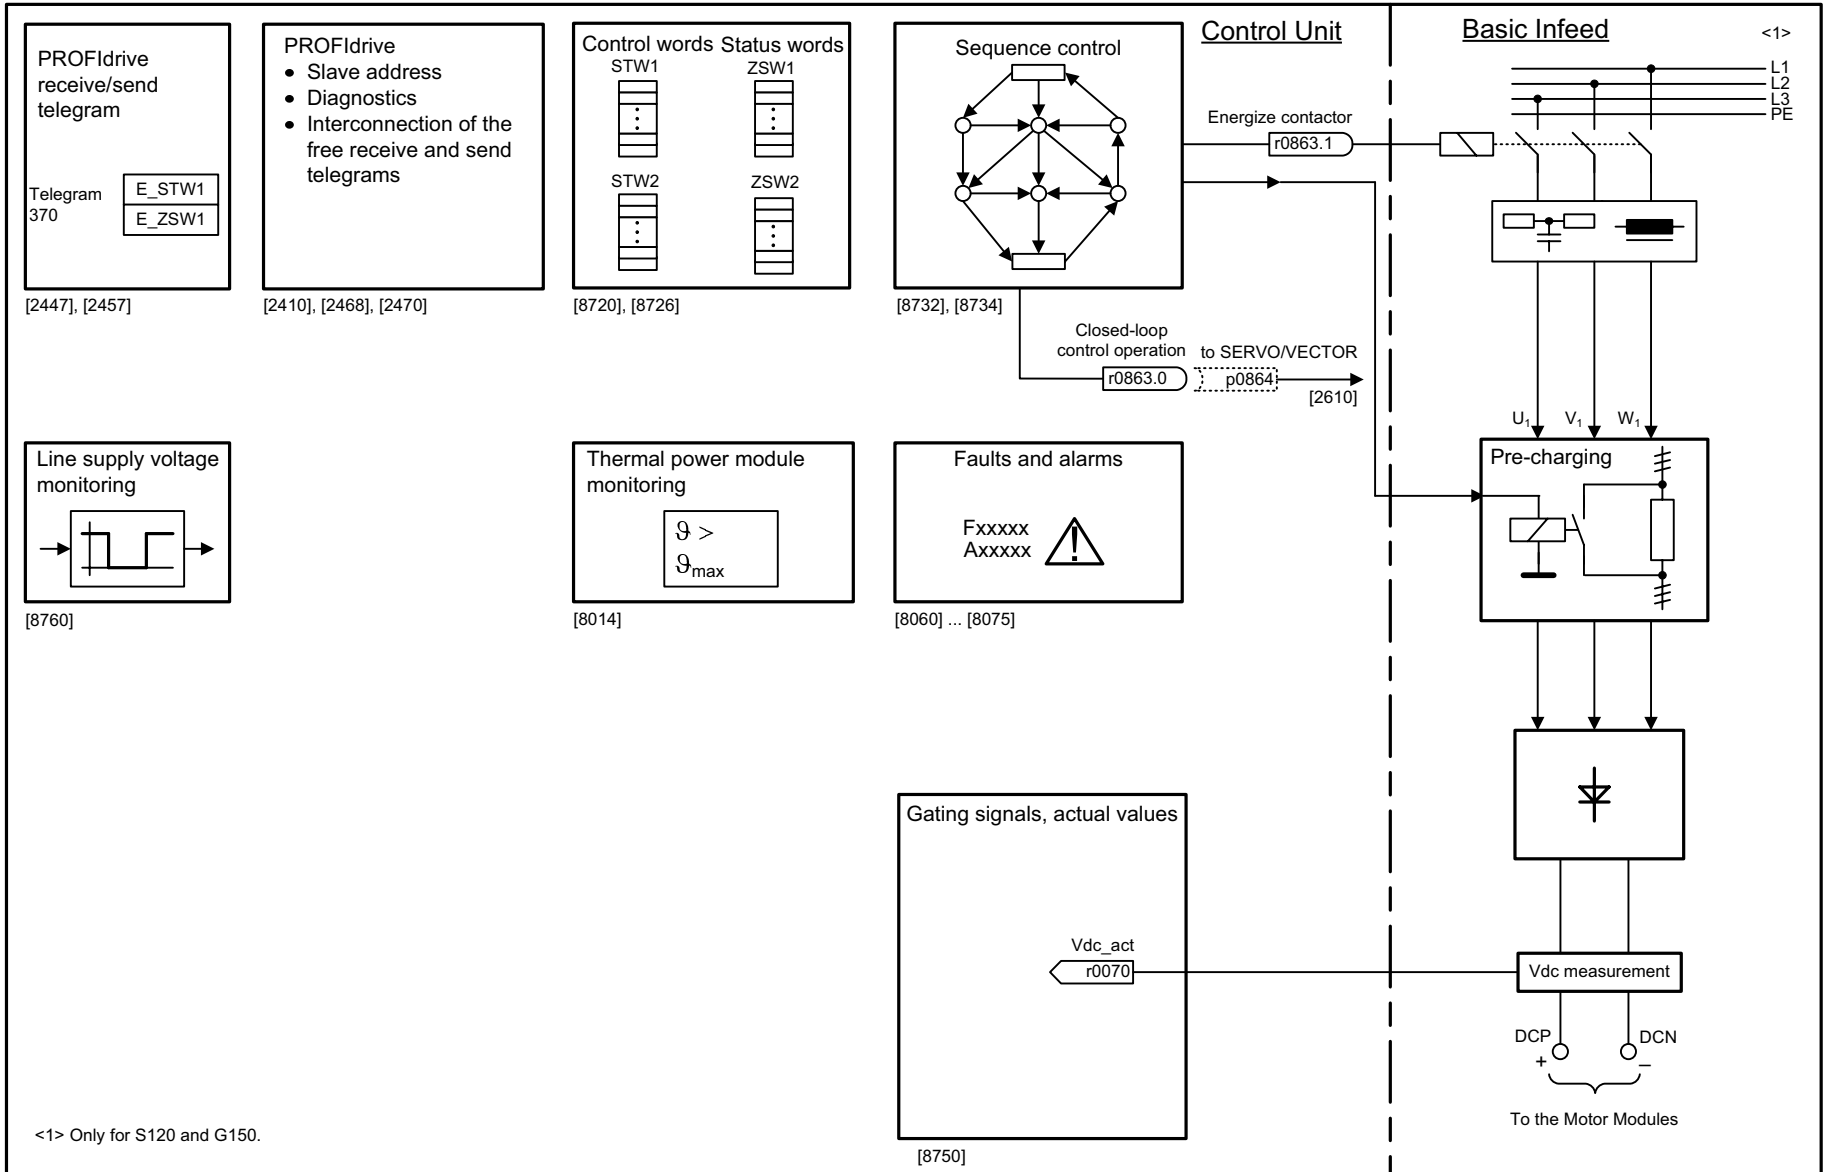 PROFIdrive
receive/send
telegram
Telegram
370
E_STW1
E_ZSW1
[2447], [2457]
PROFIdrive
• Slave address
• Diagnostics
• Interconnection of the
free receive and send
telegrams
[2410], [2468], [2470]
Control words Status words
STW1 ZSW1
STW2 ZSW2
[8720], [8726]
Sequence control
[8732], [8734]
Control Unit
Energize contactor
r0863.1
Closed-loop
control operation
r0863.0
to SERVO/VECTOR
p0864
[2610]
Basic Infeed
<1>
L1
L2
L3
PE
U₁ V₁ W₁
Pre-charging
Line supply voltage
monitoring
[8760]
Thermal power module
monitoring
ϑ >
ϑmax
[8014]
Faults and alarms
Fxxxxx
Axxxxx
!
[8060] ... [8075]
Gating signals, actual values
Vdc_act
r0070
[8750]
Vdc measurement
DCP
+
DCN
–
To the Motor Modules
<1> Only for S120 and G150.